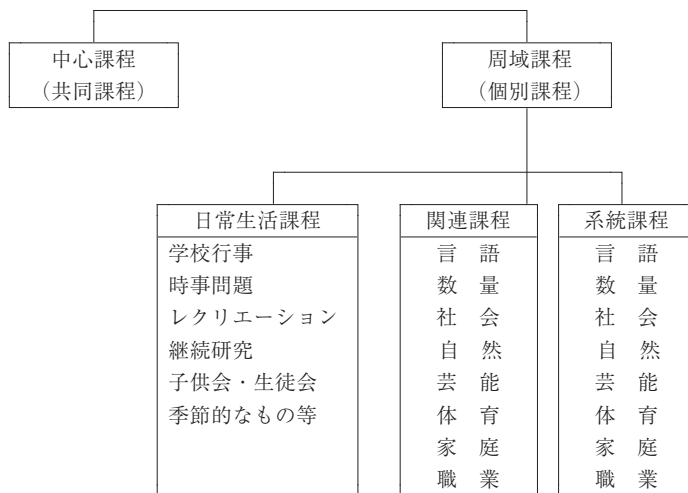 中心課程
（共同課程）
周域課程
（個別課程）
日常生活課程
学校行事
時事問題
レクリエーション
継続研究
子供会・生徒会
季節的なもの等
関連課程
言　語
数　量
社　会
自　然
芸　能
体　育
家　庭
職　業
系統課程
言　語
数　量
社　会
自　然
芸　能
体　育
家　庭
職　業